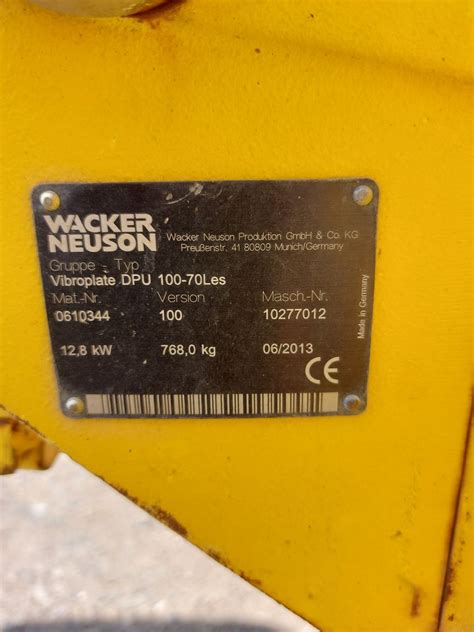 WACKER
NEUSON
Wacker Neuson Produktion GmbH & Co. KG
Preußenstr. 41 80809 Munich/Germany
Gruppe - Typ
Vibroplate DPU 100-70Les
Mat.-Nr. Version Masch.-Nr.
0610344 100 10277012
12,8 kW 768,0 kg 06/2013
CE
Made in Germany